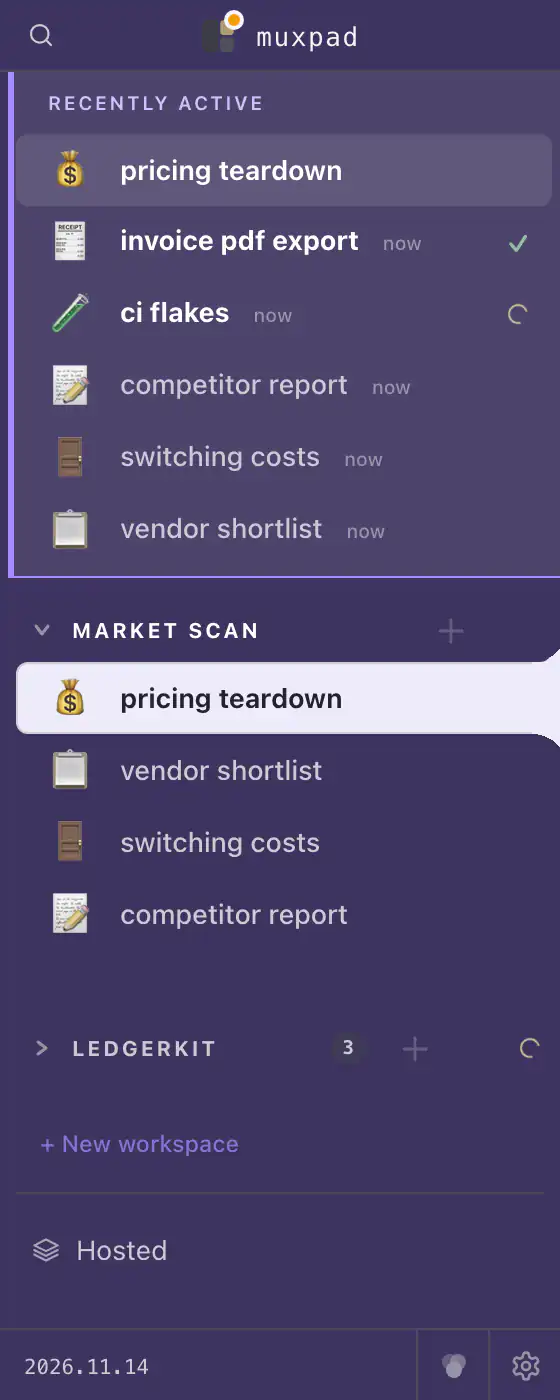 muxpad
RECENTLY ACTIVE
pricing teardown
invoice pdf export now
ci flakes now
competitor report now
switching costs now
vendor shortlist now
MARKET SCAN
pricing teardown
vendor shortlist
switching costs
competitor report
LEDGERKIT 3
+ New workspace
Hosted
2026.11.14